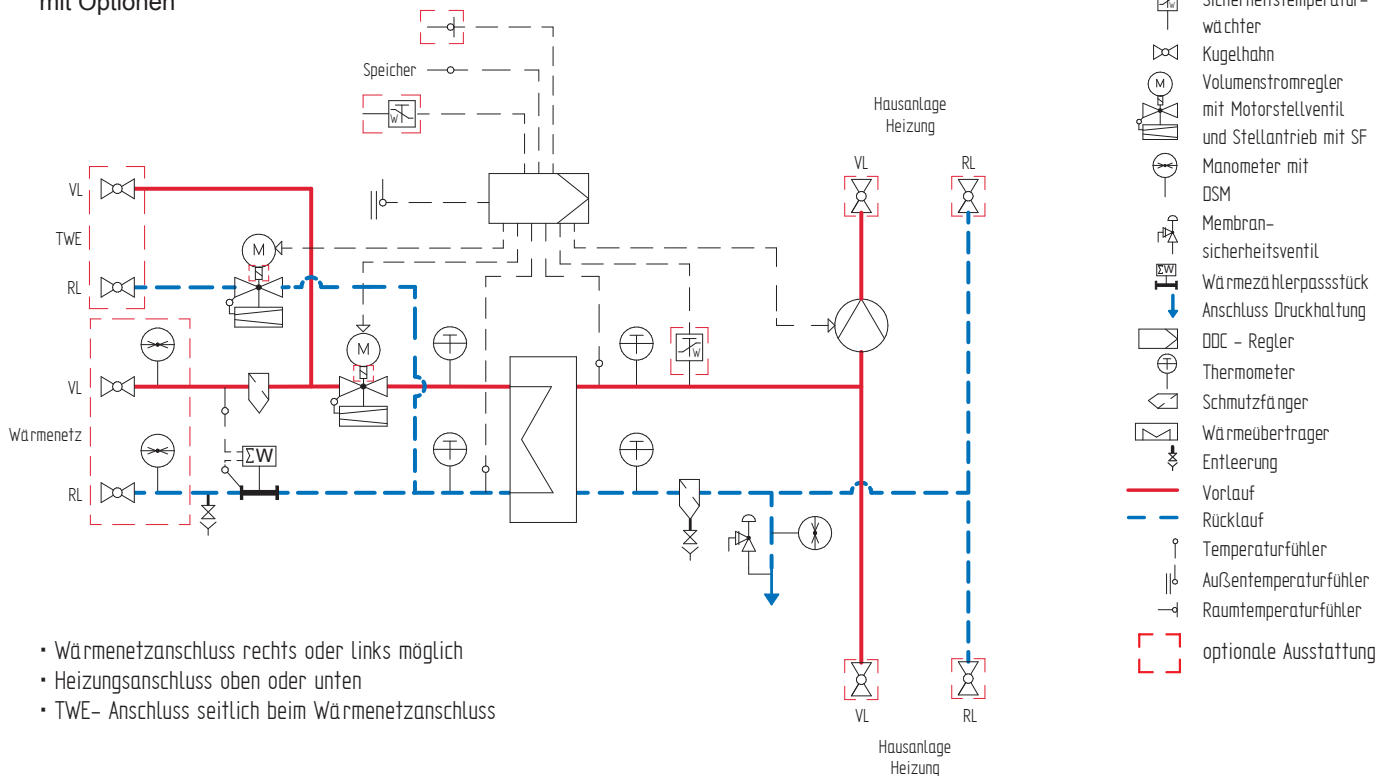 mit Optionen
Speicher
W
Hausanlage
Heizung
VL
RL
VL
TWE
RL
M
M
VL
Wärmenetz
RL
ΣW
T
T
T
T
W
VL
RL
Hausanlage
Heizung
• Wärmenetzanschluss rechts oder links möglich
• Heizungsanschluss oben oder unten
• TWE- Anschluss seitlich beim Wärmenetzanschluss
W
wächter
Kugelhahn
M
Volumenstromregler
mit Motorstellventil
und Stellantrieb mit SF
Manometer mit
DSM
Membran-
sicherheitsventil
ΣW
Wärmezählerpassstück
Anschluss Druckhaltung
DDC - Regler
T
Thermometer
Schmutzfänger
Wärmeübertrager
Entleerung
Vorlauf
Rücklauf
Temperaturfühler
Außentemperaturfühler
Raumtemperaturfühler
optionale Ausstattung